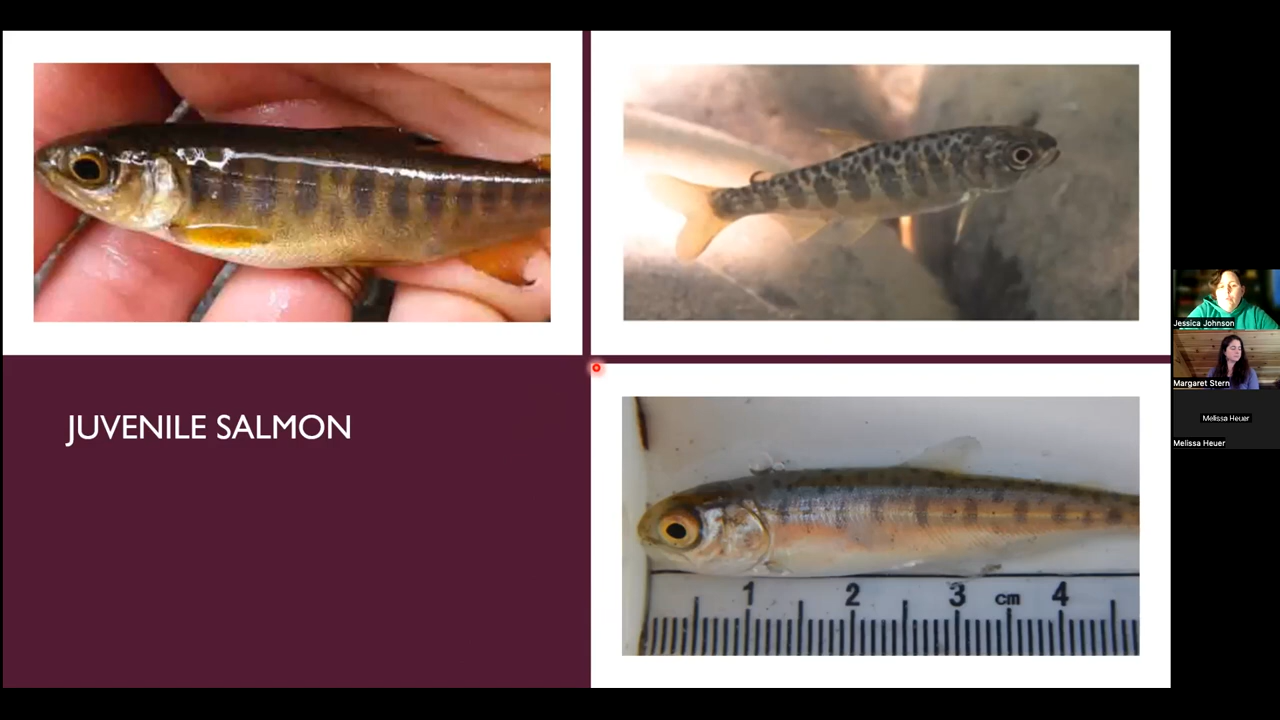 JUVENILE SALMON
1 2 3 cm 4
Jessica Johnson
Margaret Stern
Melissa Heuer
Melissa Heuer